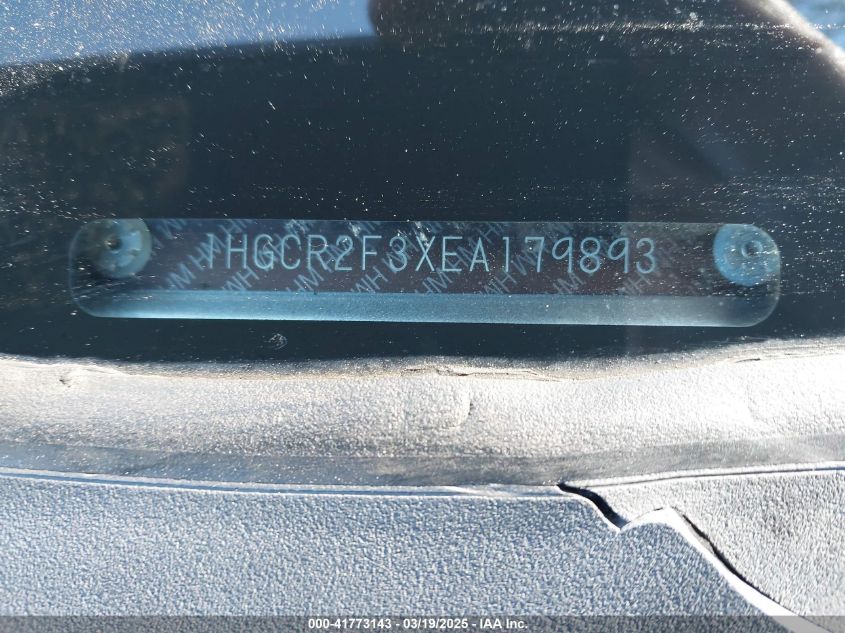 1HGCR2F3XEA179893
000-41773143 - 03/19/2025 - IAA Inc.